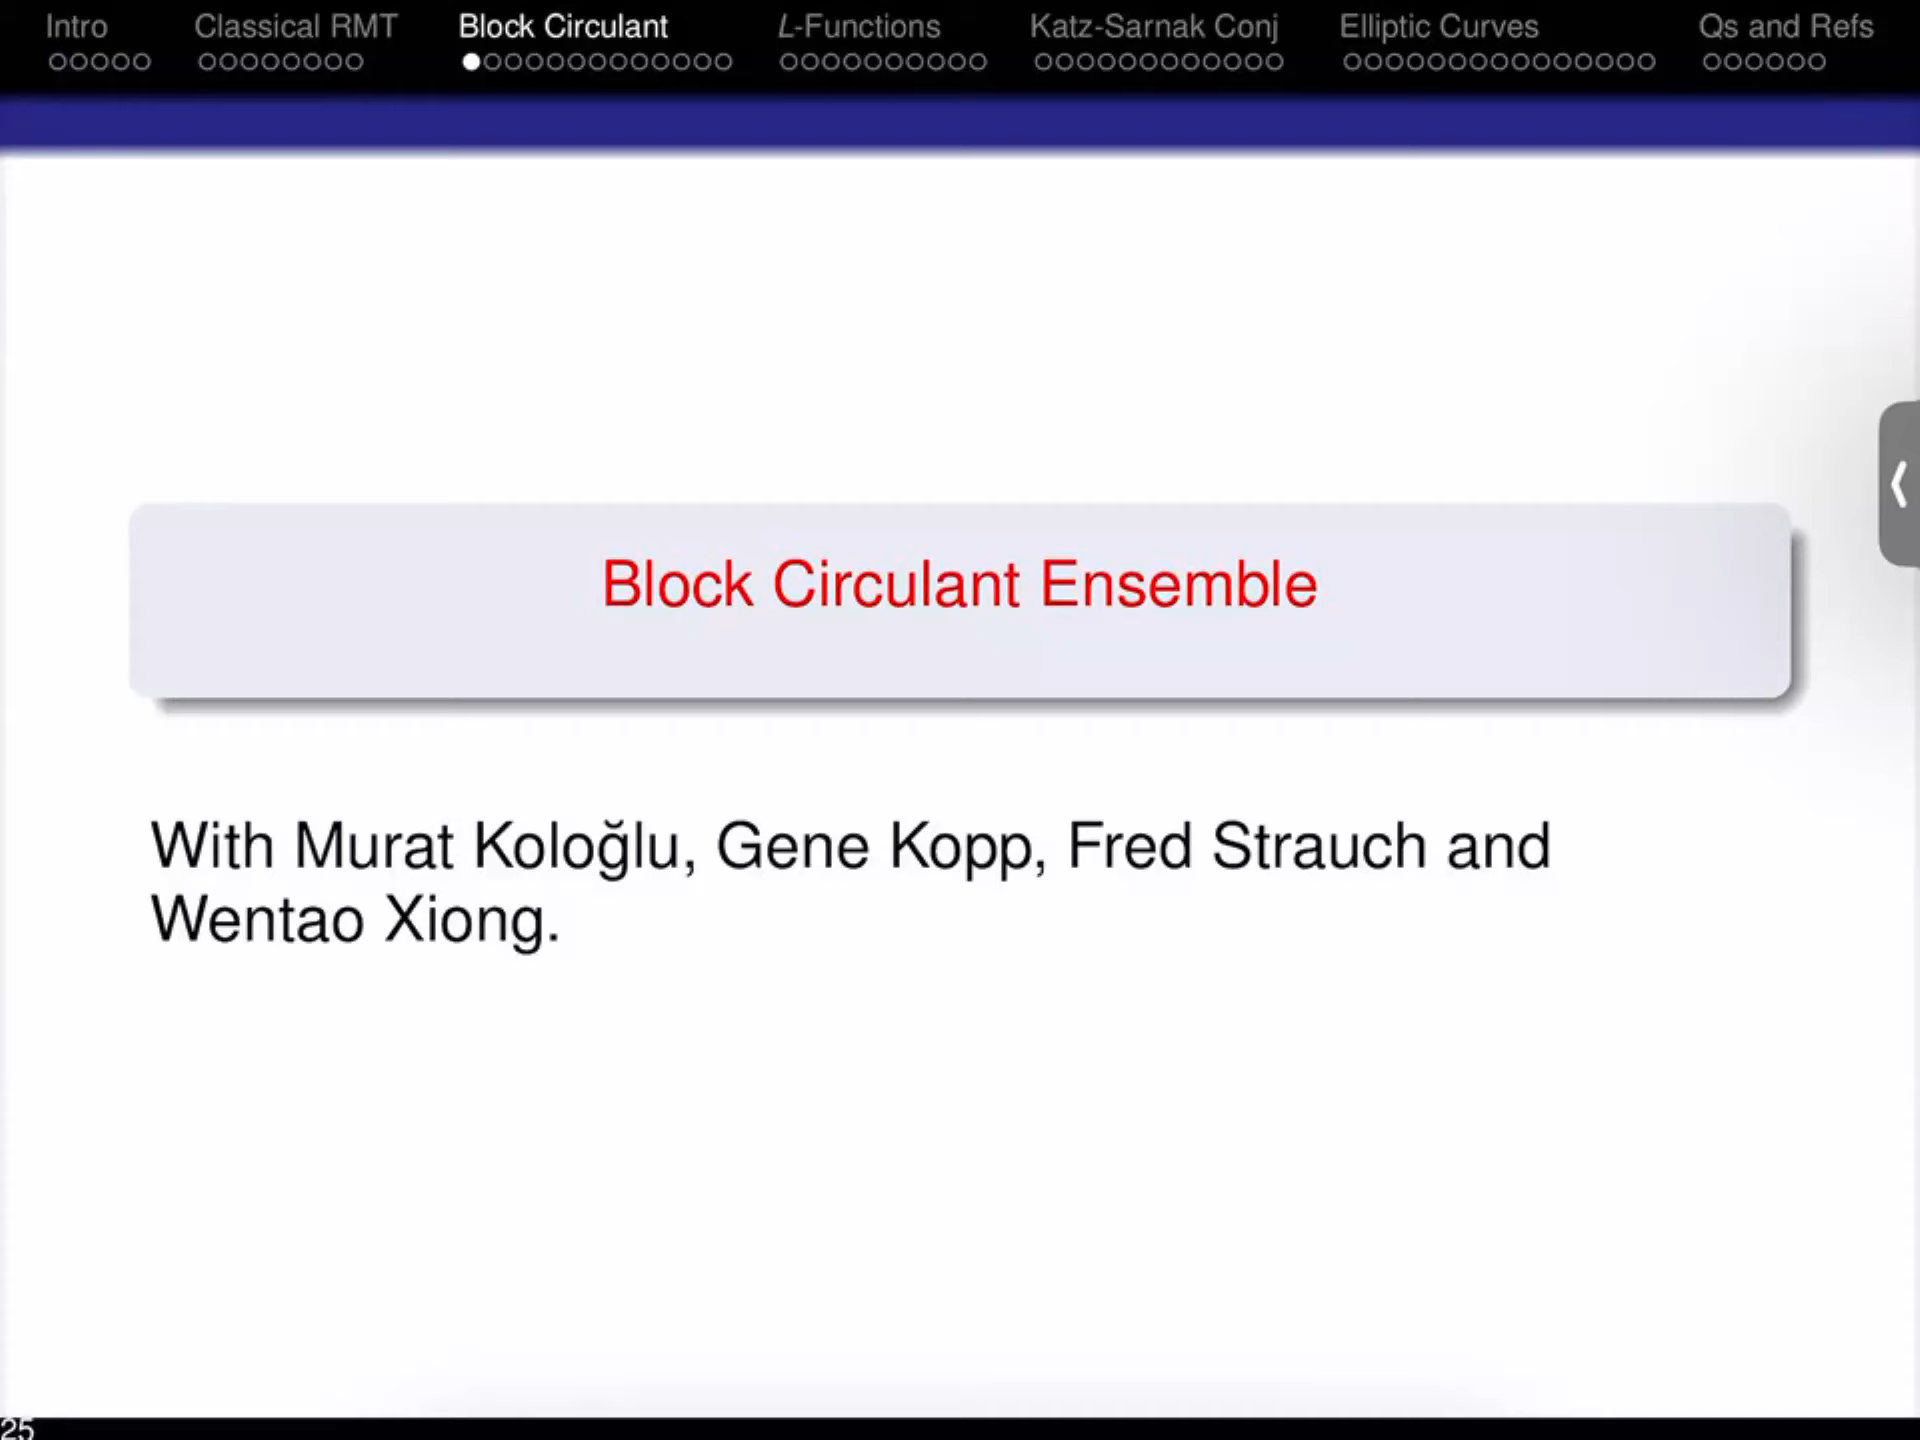 Intro Classical RMT Block Circulant L-Functions Katz-Sarnak Conj Elliptic Curves Qs and Refs
Block Circulant Ensemble
With Murat Koloğlu, Gene Kopp, Fred Strauch and
Wentao Xiong.
25